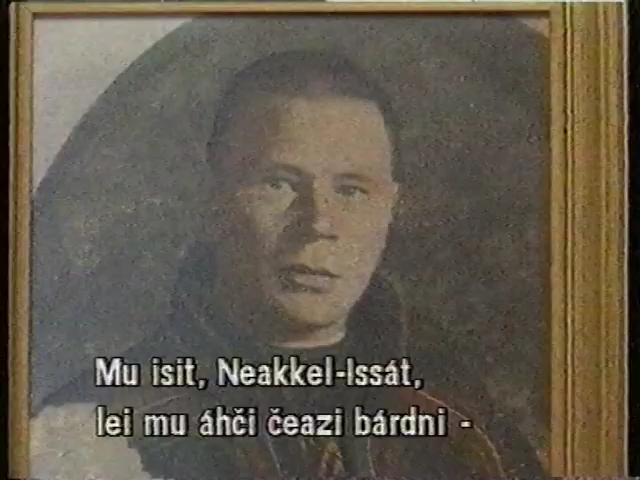 Mu isit, Neakkel-Issát,
lei mu áhči čeazi bárdni -